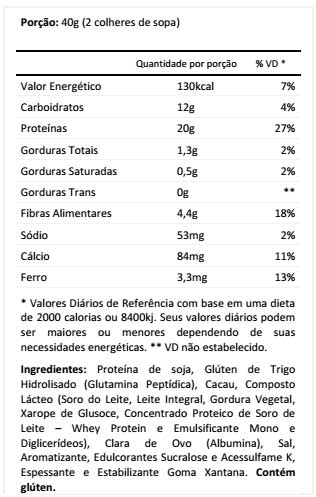 Porção: 40g (2 colheres de sopa)
Quantidade por porção % VD *
Valor Energético 130kcal 7%
Carboidratos 12g 4%
Proteínas 20g 27%
Gorduras Totais 1,3g 2%
Gorduras Saturadas 0,5g 2%
Gorduras Trans 0g **
Fibras Alimentares 4,4g 18%
Sódio 53mg 2%
Cálcio 84mg 11%
Ferro 3,3mg 13%
* Valores Diários de Referência com base em uma dieta
de 2000 calorias ou 8400kj. Seus valores diários podem
ser maiores ou menores dependendo de suas
necessidades energéticas. ** VD não estabelecido.
Ingredientes: Proteína de soja, Glúten de Trigo
Hidrolisado (Glutamina Peptídica), Cacau, Composto
Lácteo (Soro do Leite, Leite Integral, Gordura Vegetal,
Xarope de Glusoce, Concentrado Proteico de Soro de
Leite – Whey Protein e Emulsificante Mono e
Diglicerídeos), Clara de Ovo (Albumina), Sal,
Aromatizante, Edulcorantes Sucralose e Acessulfame K,
Espessante e Estabilizante Goma Xantana. Contém
glúten.